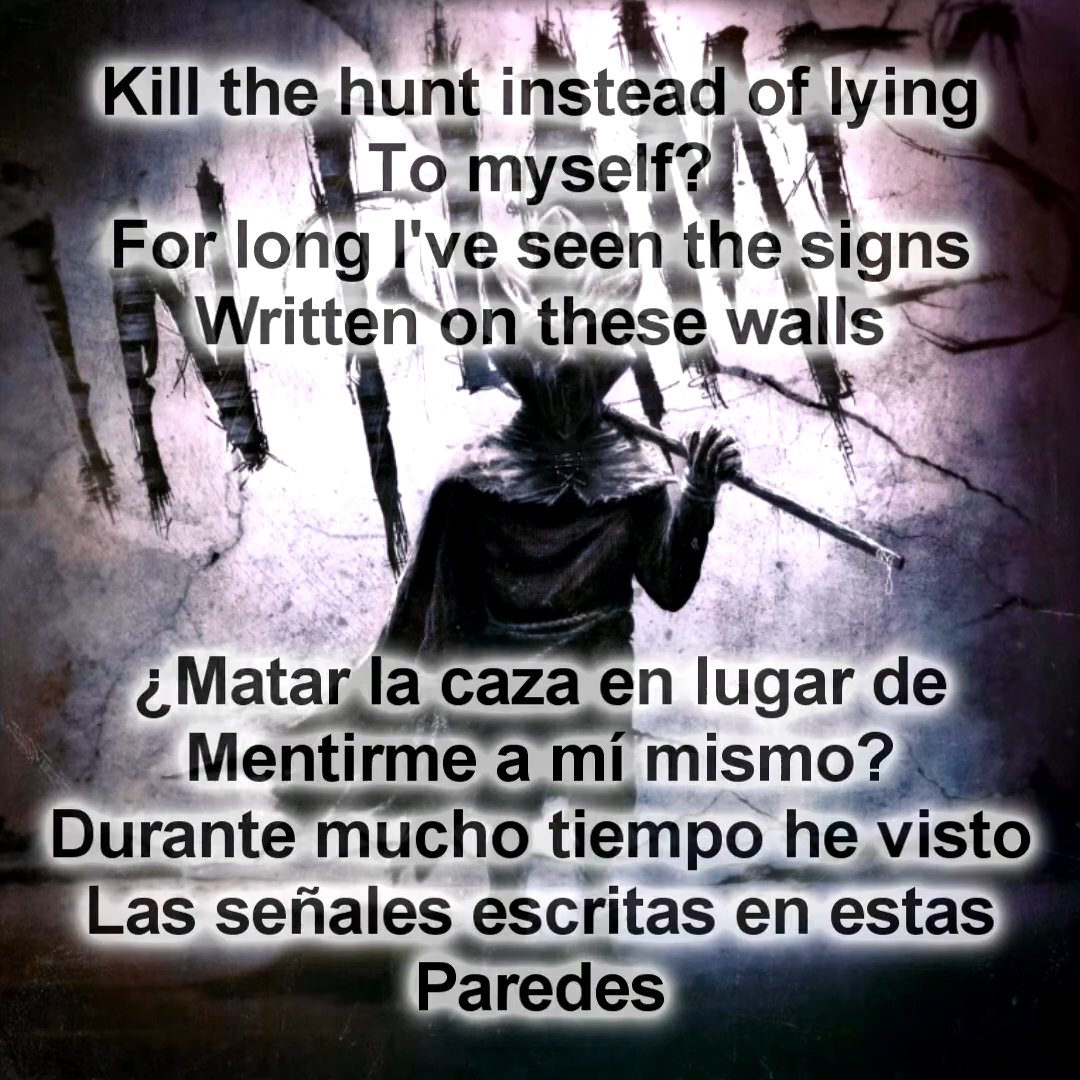 Kill the hunt instead of lying
To myself?
For long I've seen the signs
Written on these walls
¿Matar la caza en lugar de
Mentirme a mí mismo?
Durante mucho tiempo he visto
Las señales escritas en estas
Paredes